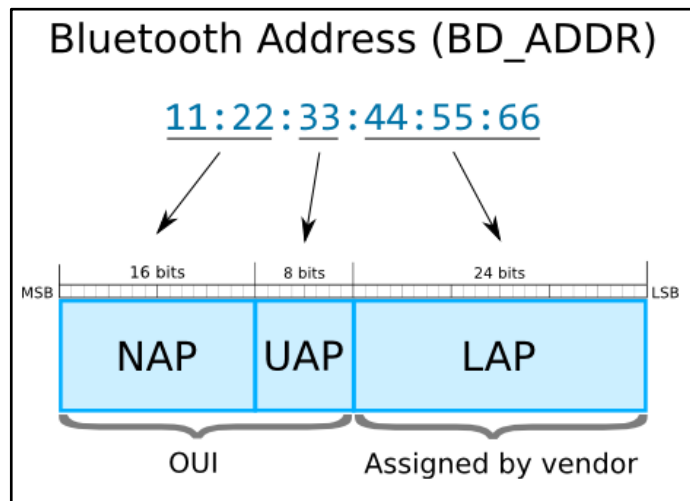 Bluetooth Address (BD_ADDR)
11:22:33:44:55:66
16 bits 8 bits 24 bits
MSB LSB
NAP UAP LAP
OUI Assigned by vendor